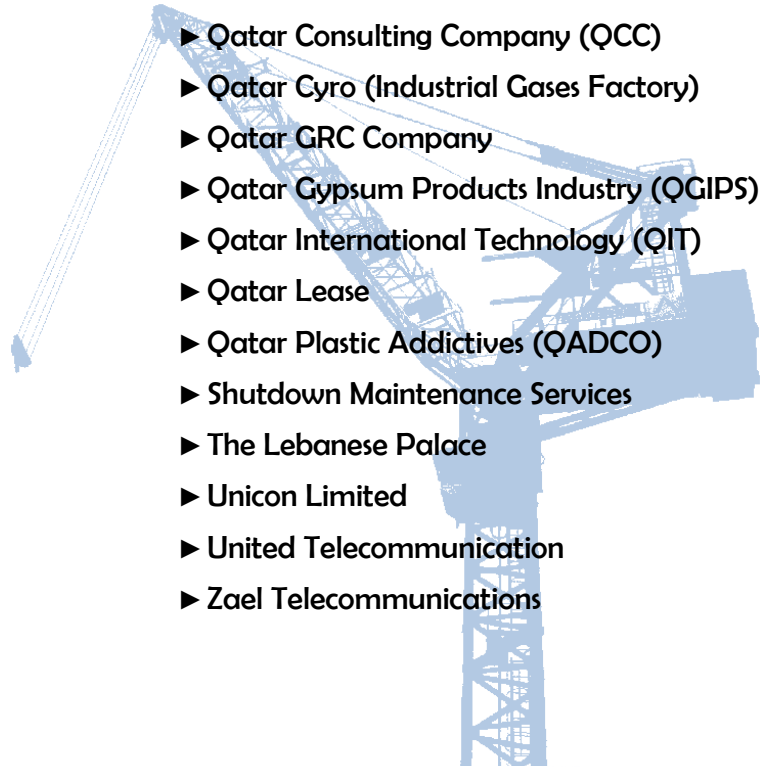 ►Qatar Consulting Company (QCC)
►Qatar Cyro (Industrial Gases Factory)
►Qatar GRC Company
►Qatar Gypsum Products Industry (QGIPS)
►Qatar International Technology (QIT)
►Qatar Lease
►Qatar Plastic Addictives (QADCO)
►Shutdown Maintenance Services
►The Lebanese Palace
►Unicon Limited
►United Telecommunication
►Zael Telecommunications